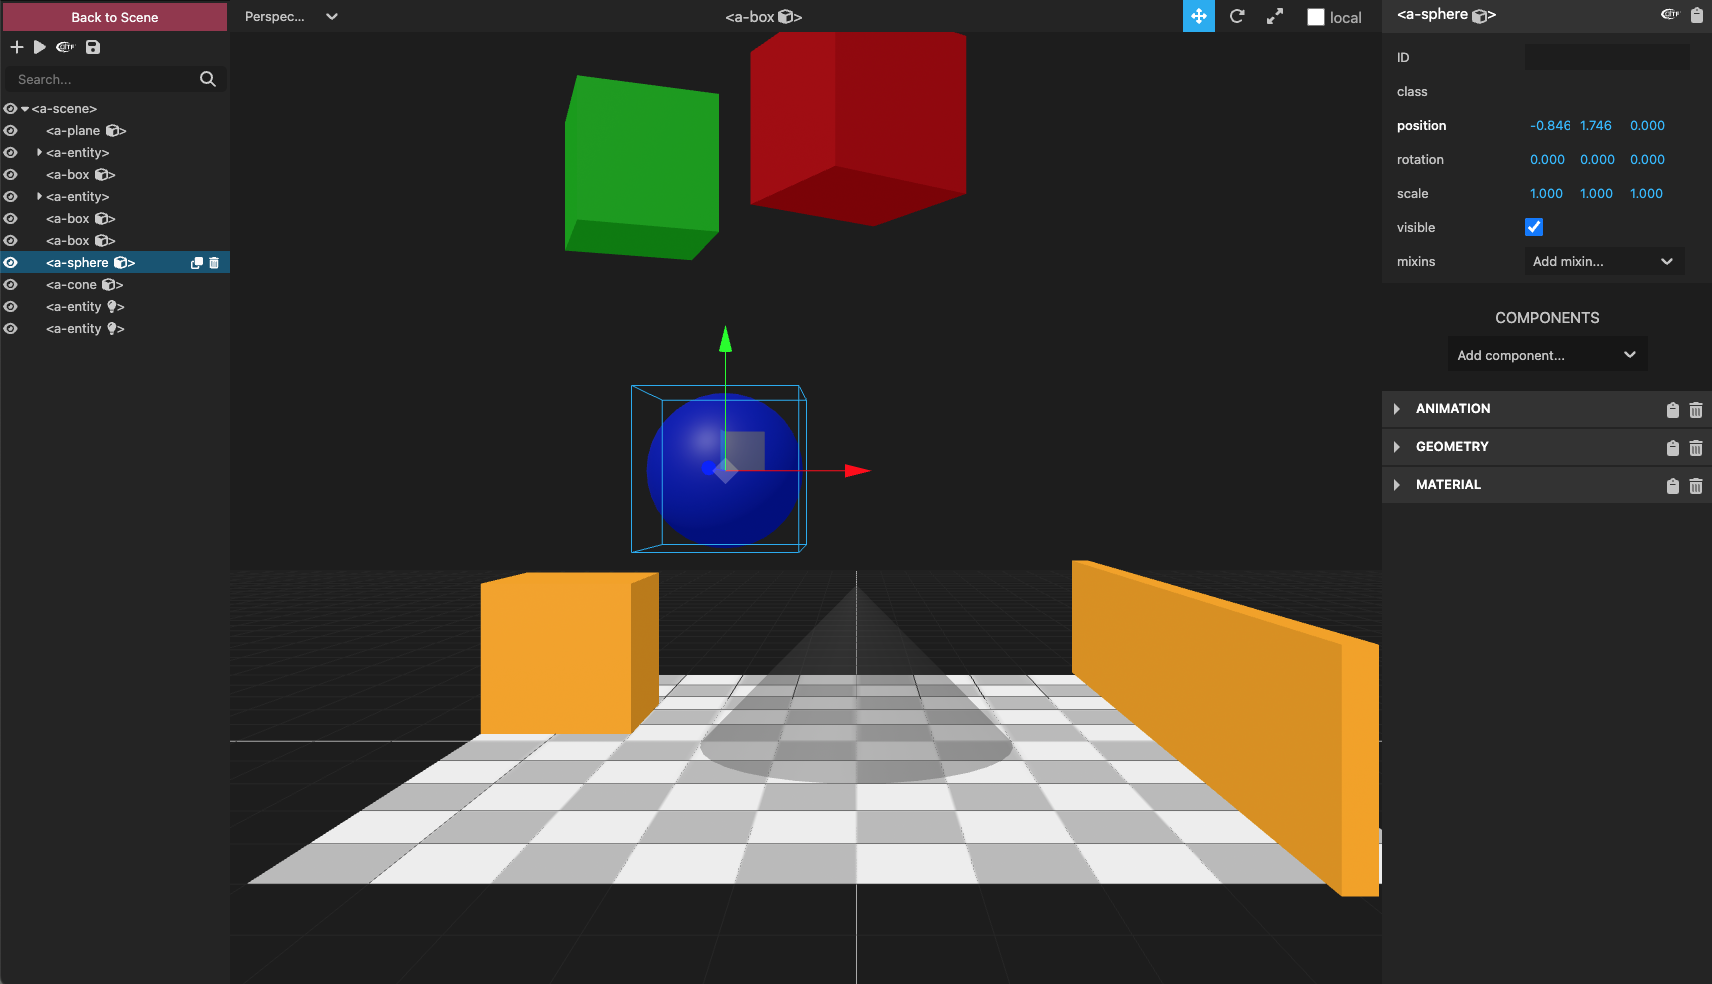 Back to Scene
Perspec...
<a-box >
local
<a-sphere >
glTF
glTF
Search...
<a-scene>
<a-plane >
<a-entity>
<a-box >
<a-entity>
<a-box >
<a-box >
<a-sphere >
<a-cone >
<a-entity >
<a-entity >
ID
class
position -0.846 1.746 0.000
rotation 0.000 0.000 0.000
scale 1.000 1.000 1.000
visible
mixins Add mixin...
COMPONENTS
Add component...
ANIMATION
GEOMETRY
MATERIAL